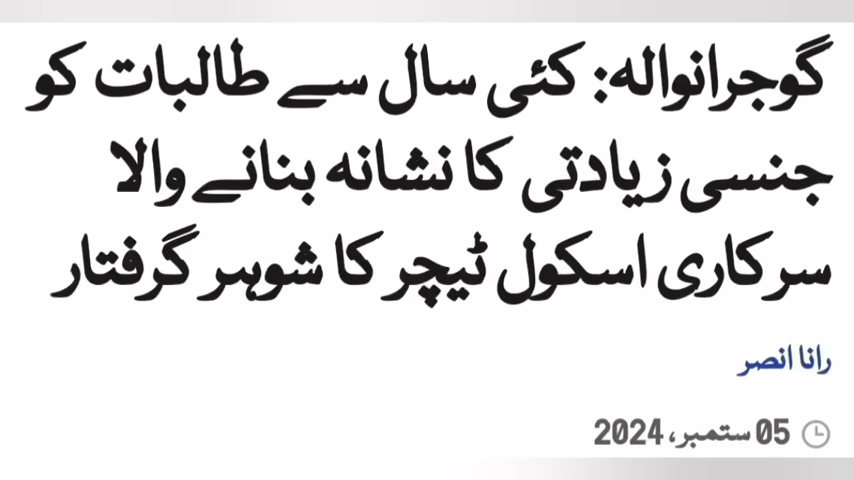 گوجرانوالہ: کئی سال سے طالبات کو
جنسی زیادتی کا نشانہ بنانے والا
سرکاری اسکول ٹیچر کا شوہر گرفتار
رانا انصر
05 ستمبر، 2024